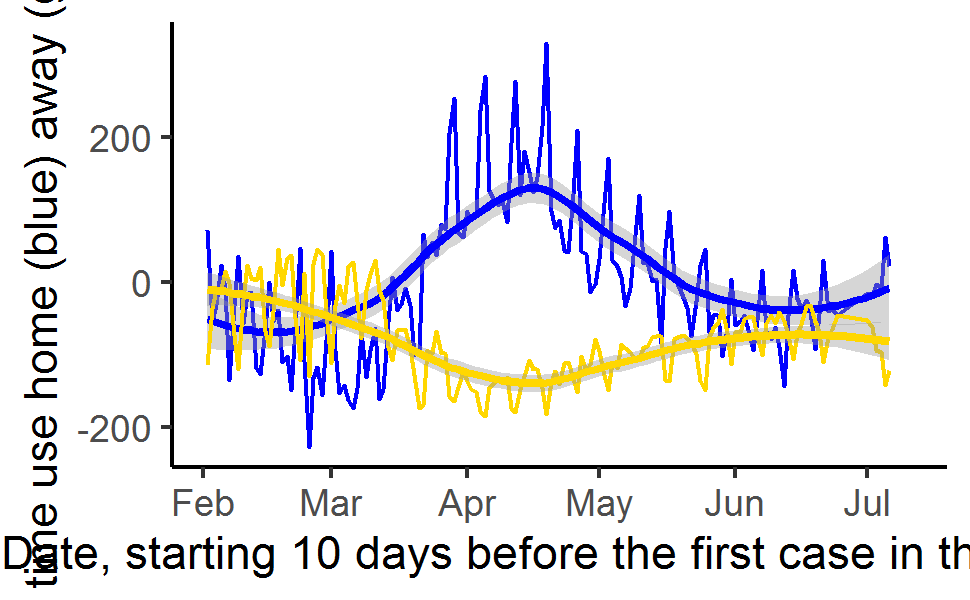 time use home (blue) away (
200
0
-200
Feb Mar Apr May Jun Jul
Date, starting 10 days before the first case in th